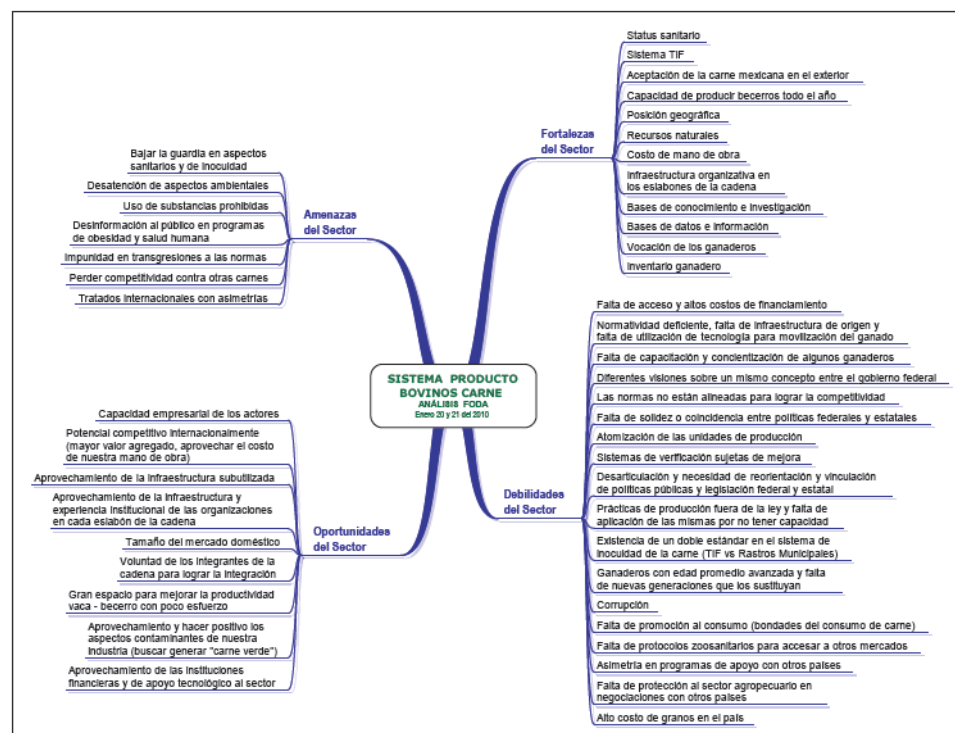 SISTEMA PRODUCTO
BOVINOS CARNE
ANÁLISIS FODA
Enero 20 y 21 del 2010
Fortalezas
del Sector
Status sanitario
Sistema TIF
Aceptación de la carne mexicana en el exterior
Capacidad de producir becerros todo el año
Posición geográfica
Recursos naturales
Costo de mano de obra
Infraestructura organizativa en
los eslabones de la cadena
Bases de conocimiento e investigación
Bases de datos e información
Vocación de los ganaderos
Inventario ganadero
Debilidades
del Sector
Falta de acceso y altos costos de financiamiento
Normatividad deficiente, falta de infraestructura de origen y
falta de utilización de tecnología para movilización del ganado
Falta de capacitación y concientización de algunos ganaderos
Diferentes visiones sobre un mismo concepto entre el gobierno federal
Las normas no están alineadas para lograr la competitividad
Falta de solidez o coincidencia entre políticas federales y estatales
Atomización de las unidades de producción
Sistemas de verificación sujetas de mejora
Desarticulación y necesidad de reorientación y vinculación
de políticas públicas y legislación federal y estatal
Prácticas de producción fuera de la ley y falta de
aplicación de las mismas por no tener capacidad
Existencia de un doble estándar en el sistema de
inocuidad de la carne (TIF vs Rastros Municipales)
Ganaderos con edad promedio avanzada y falta
de nuevas generaciones que los sustituyan
Corrupción
Falta de promoción al consumo (bondades del consumo de carne)
Falta de protocolos zoosanitarios para accesar a otros mercados
Asimetría en programas de apoyo con otros países
Falta de protección al sector agropecuario en
negociaciones con otros países
Alto costo de granos en el país
Amenazas
del Sector
Bajar la guardia en aspectos
sanitarios y de inocuidad
Desatención de aspectos ambientales
Uso de substancias prohibidas
Desinformación al público en programas
de obesidad y salud humana
Impunidad en transgresiones a las normas
Perder competitividad contra otras carnes
Tratados internacionales con asimetrías
Oportunidades
del Sector
Capacidad empresarial de los actores
Potencial competitivo internacionalmente
(mayor valor agregado, aprovechar el costo
de nuestra mano de obra)
Aprovechamiento de la infraestructura subutilizada
Aprovechamiento de la infraestructura y
experiencia institucional de las organizaciones
en cada eslabón de la cadena
Tamaño del mercado doméstico
Voluntad de los integrantes de la
cadena para lograr la integración
Gran espacio para mejorar la productividad
vaca - becerro con poco esfuerzo
Aprovechamiento y hacer positivo los
aspectos contaminantes de nuestra
industria (buscar generar "carne verde")
Aprovechamiento de las instituciones
financieras y de apoyo tecnológico al sector